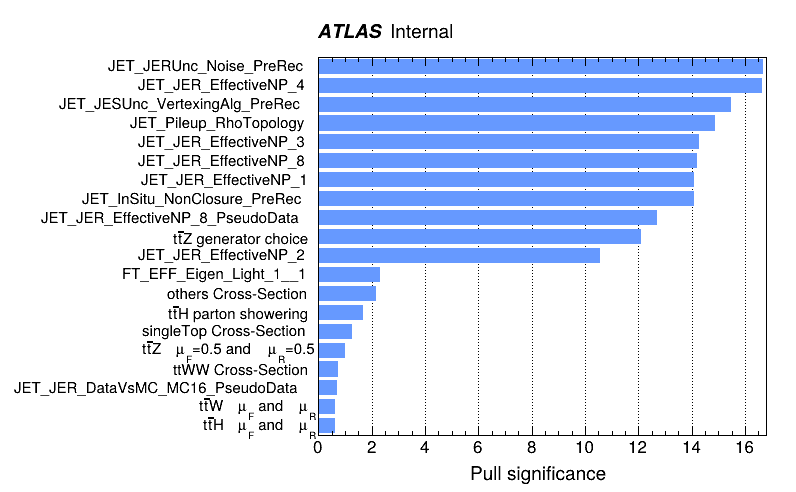 ATLAS Internal
JET_JERUnc_Noise_PreRec
JET_JER_EffectiveNP_4
JET_JESUnc_VertexingAlg_PreRec
JET_Pileup_RhoTopology
JET_JER_EffectiveNP_3
JET_JER_EffectiveNP_8
JET_JER_EffectiveNP_1
JET_InSitu_NonClosure_PreRec
JET_JER_EffectiveNP_8_PseudoData
tt̄Z generator choice
JET_JER_EffectiveNP_2
FT_EFF_Eigen_Light_1__1
others Cross-Section
tt̄H parton showering
singleTop Cross-Section
tt̄Z μF=0.5 and μR=0.5
ttWW Cross-Section
JET_JER_DataVsMC_MC16_PseudoData
tt̄W μF and μR
tt̄H μF and μR
0 2 4 6 8 10 12 14 16
Pull significance